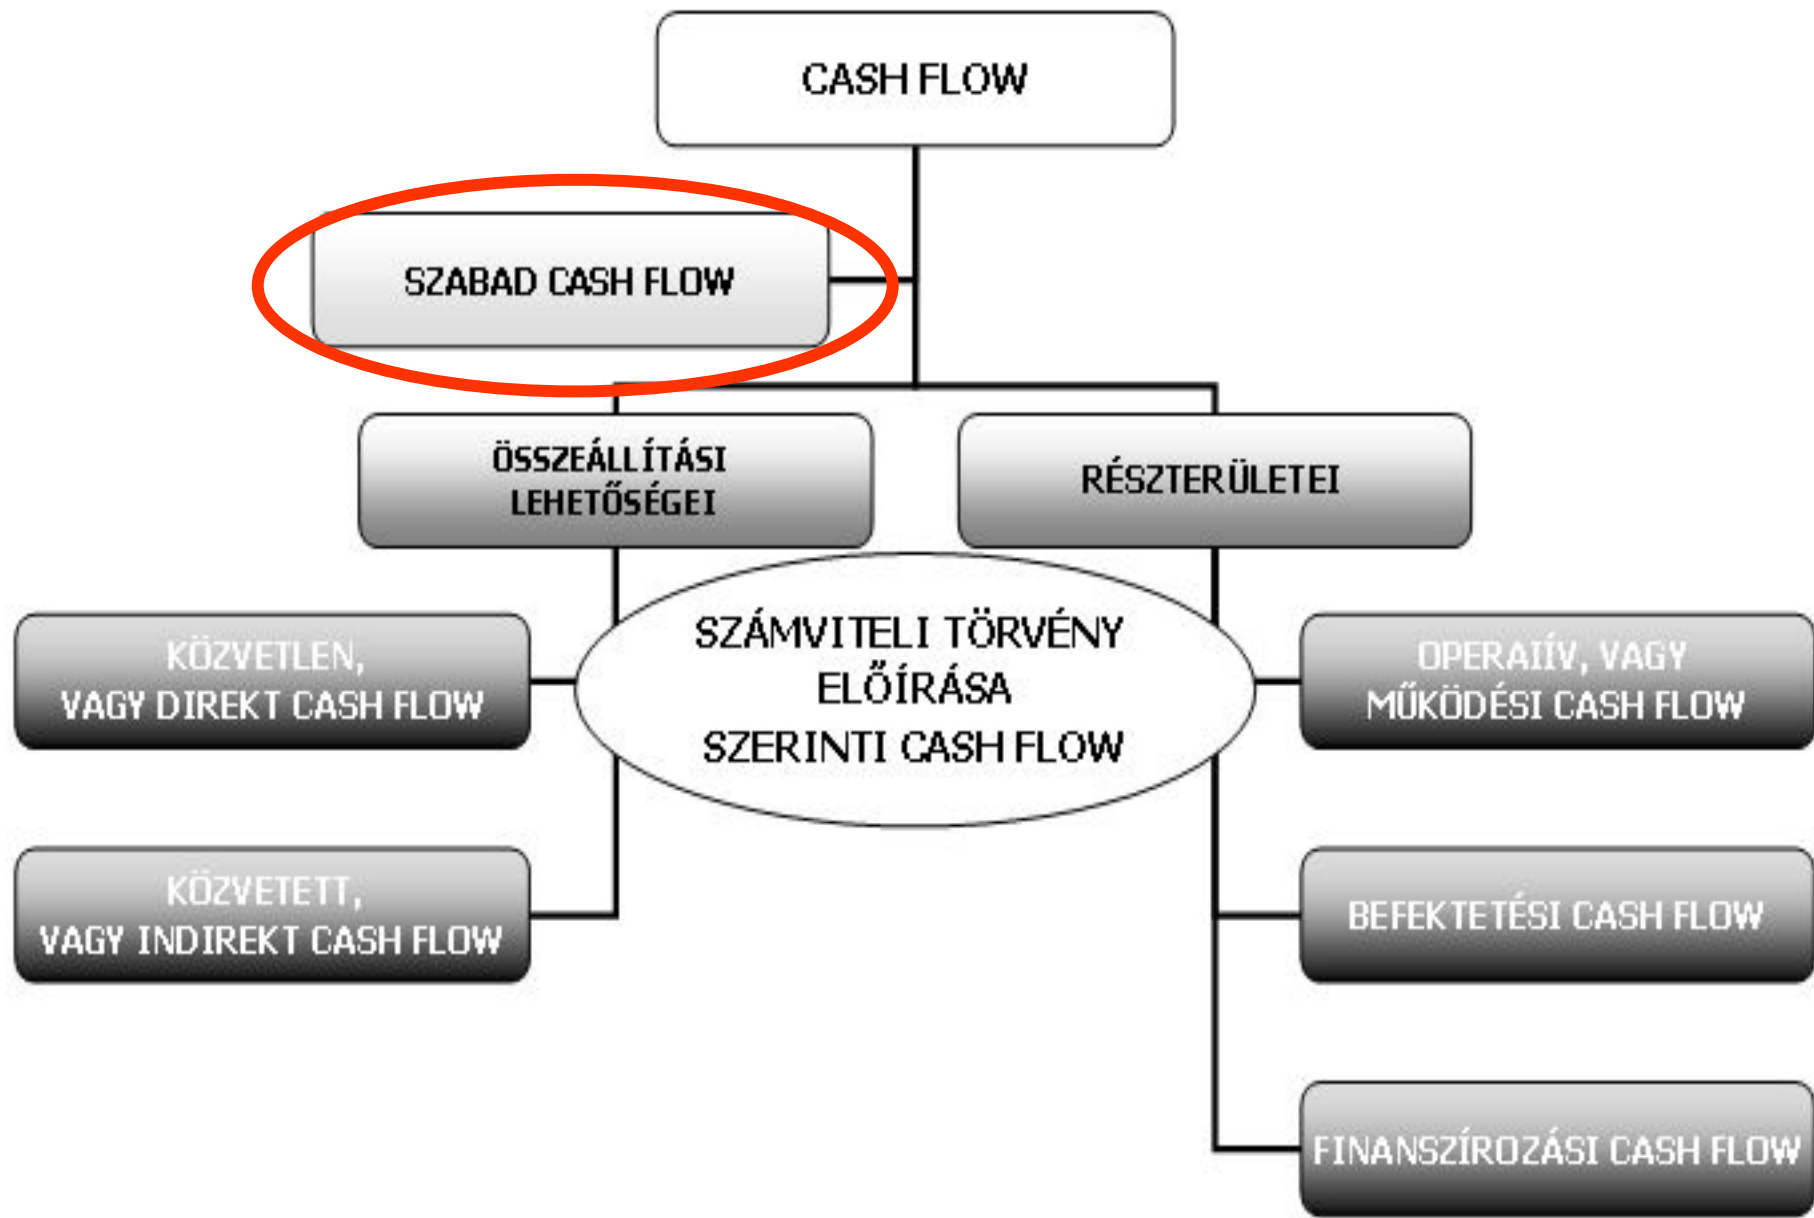 CASH FLOW
SZABAD CASH FLOW
ÖSSZEÁLLÍTÁSI
LEHETŐSÉGEI
RÉSZTERÜLETEI
SZÁMVITELI TÖRVÉNY
ELŐÍRÁSA
SZERINTI CASH FLOW
KÖZVETLEN,
VAGY DIREKT CASH FLOW
KÖZVETETT,
VAGY INDIREKT CASH FLOW
OPERAIÍV, VAGY
MŰKÖDÉSI CASH FLOW
BEFEKTETÉSI CASH FLOW
FINANSZÍROZÁSI CASH FLOW